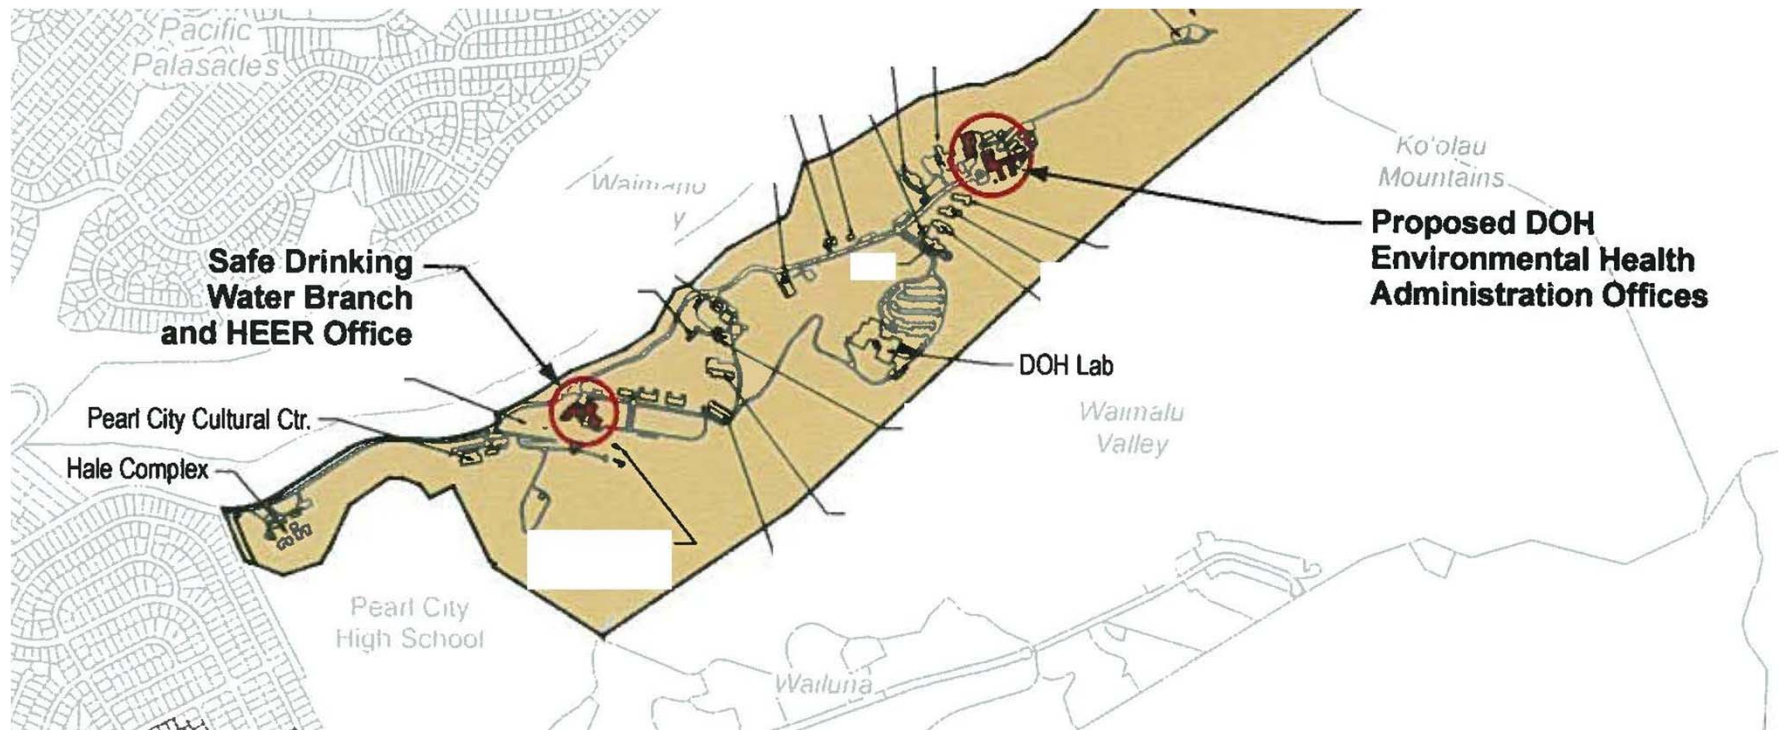 Pacific
Palasades
Ko'olau
Mountains
Waimano
y
Proposed DOH
Environmental Health
Administration Offices
Safe Drinking
Water Branch
and HEER Office
DOH Lab
Pearl City Cultural Ctr.
Waimalu
Valley
Hale Complex
Pearl City
High School
Wailuna